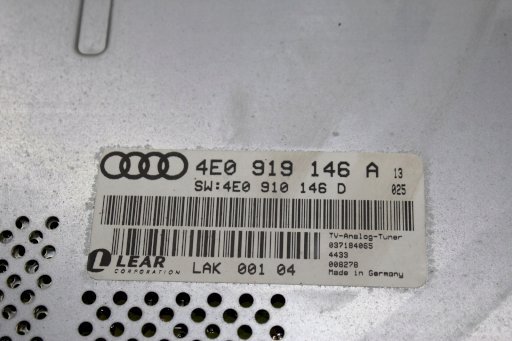 4E0 919 146 A 13
SW:4E0 910 146 D 025
TV-Analog-Tuner
037184065
4433
008278
Made in Germany
LEAR
CORPORATION
LAK 001 04